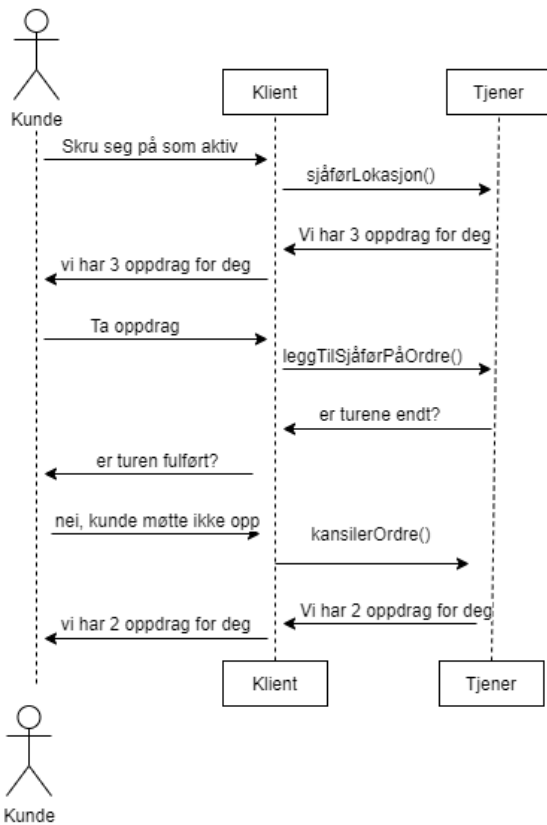 Kunde
Klient
Tjener
Skru seg på som aktiv
sjåførLokasjon()
Vi har 3 oppdrag for deg
vi har 3 oppdrag for deg
Ta oppdrag
leggTilSjåførPåOrdre()
er turene endt?
er turen fulført?
nei, kunde møtte ikke opp
kansilerOrdre()
Vi har 2 oppdrag for deg
vi har 2 oppdrag for deg
Klient
Tjener
Kunde